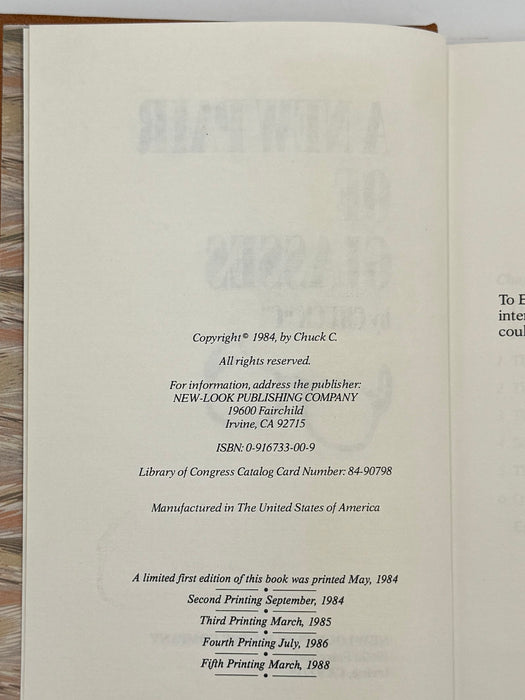 Copyright © 1984, by Chuck C.
All rights reserved.
For information, address the publisher:
NEW-LOOK PUBLISHING COMPANY
19600 Fairchild
Irvine, CA 92715
ISBN: 0-916733-00-9
Library of Congress Catalog Card Number: 84-90798
Manufactured in The United States of America
A limited first edition of this book was printed May, 1984
Second Printing September, 1984
Third Printing March, 1985
Fourth Printing July, 1986
Fifth Printing March, 1988
To